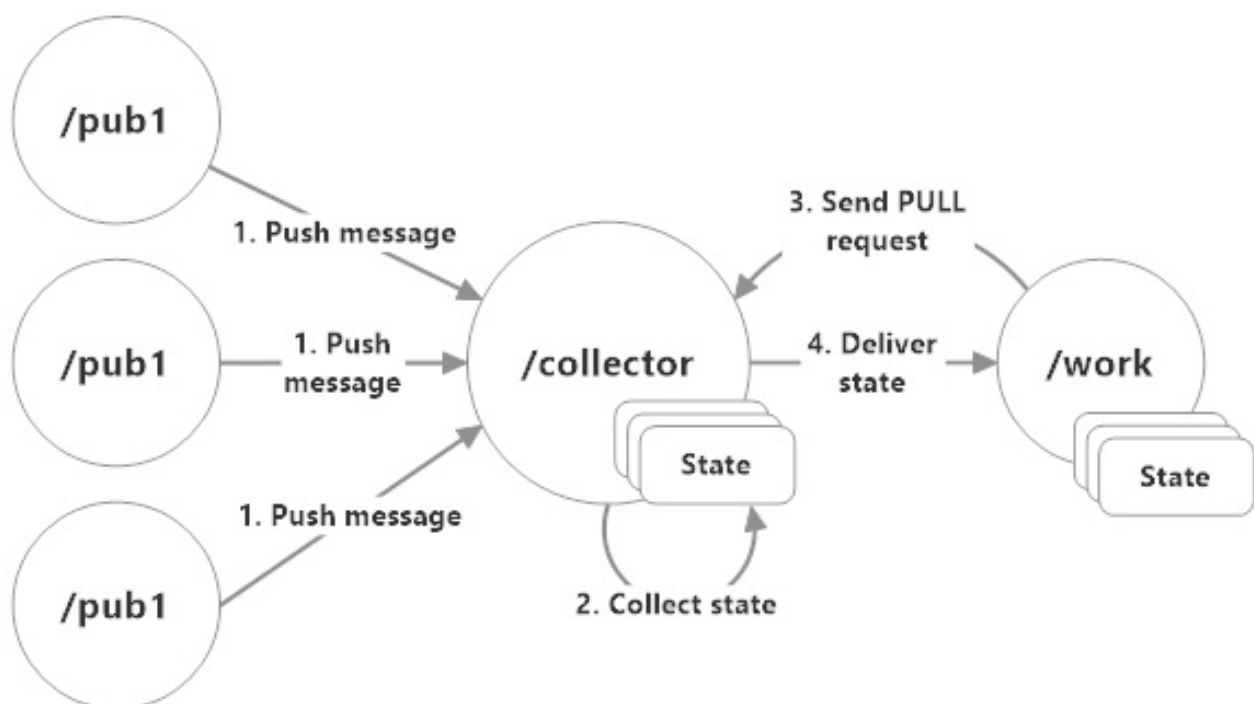 /pub1
1. Push message
3. Send PULL
request
/pub1
1. Push
message
/collector
4. Deliver
state
/work
State
State
1. Push message
/pub1
2. Collect state